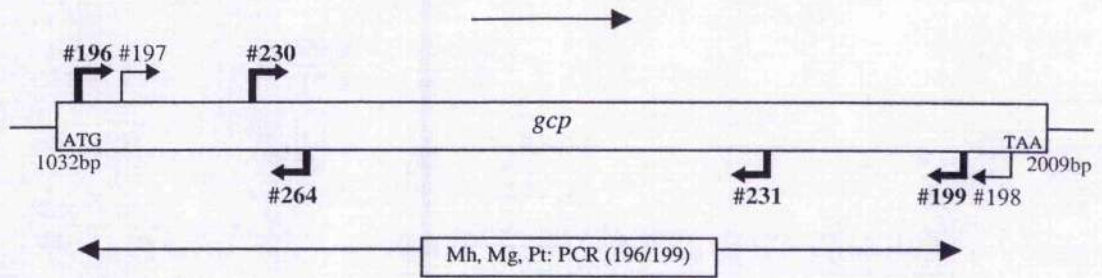 #196 #197 #230
gcp
ATG TAA
1032bp 2009bp
#264 #231 #199 #198
Mh, Mg, Pt: PCR (196/199)